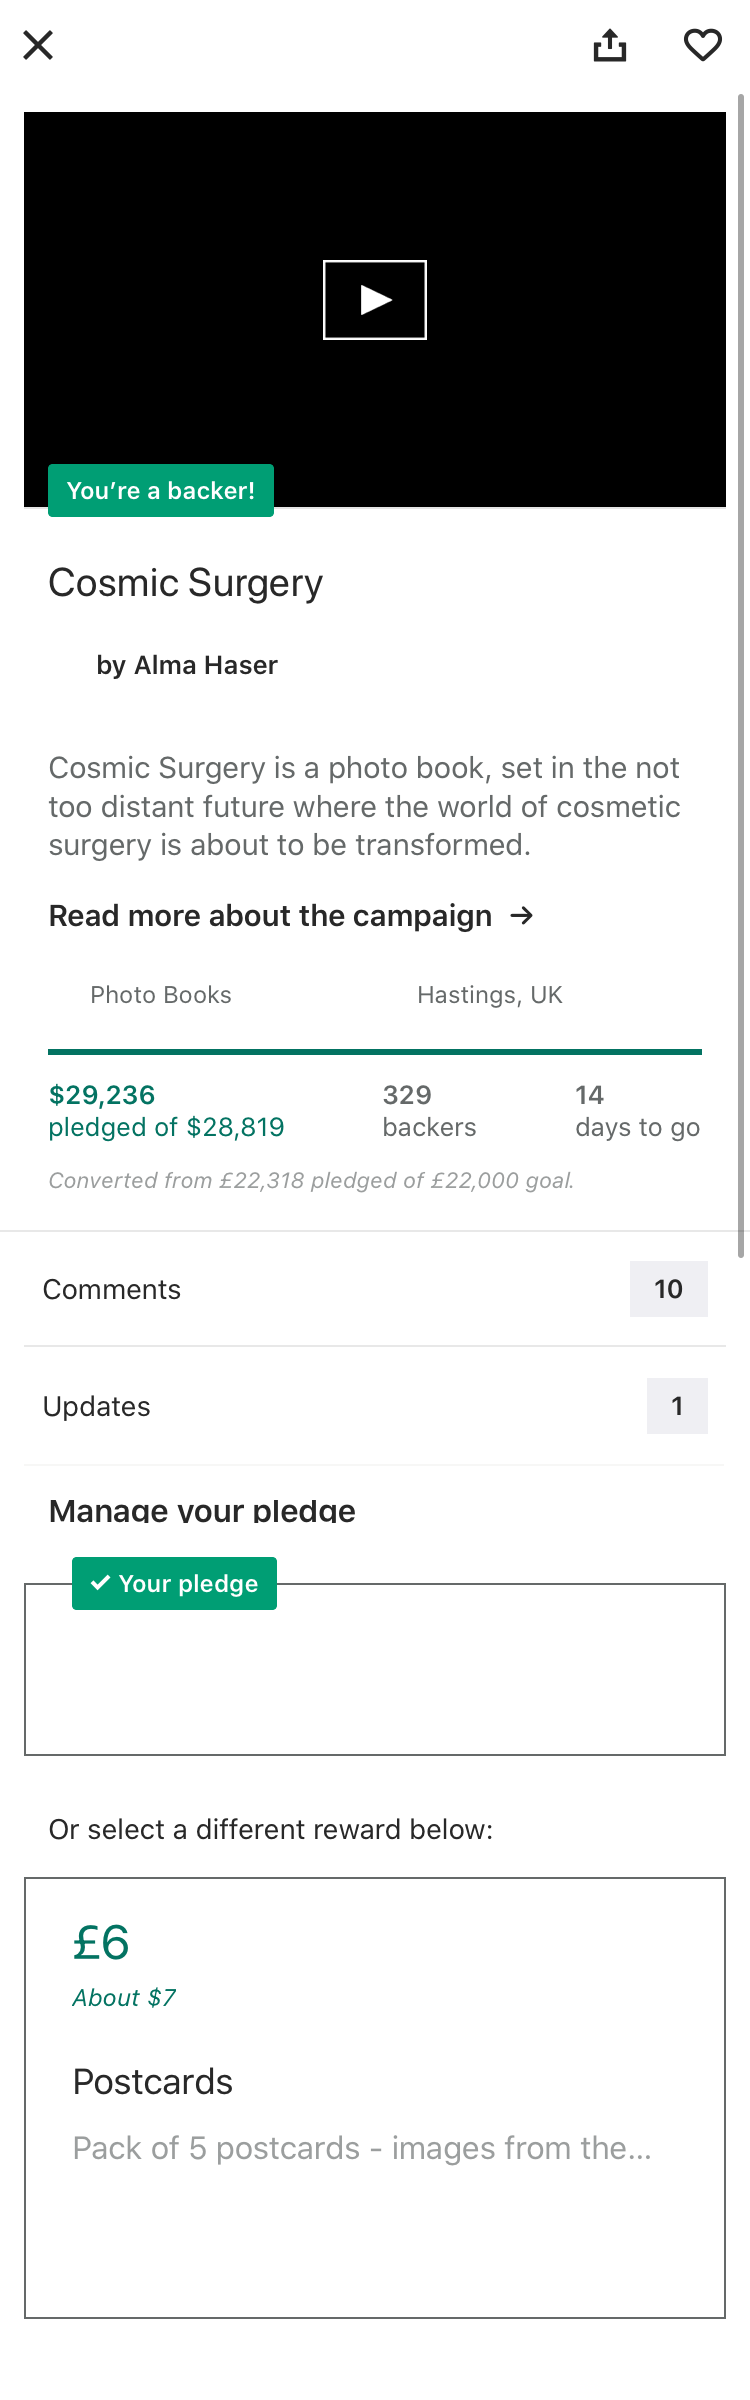 You’re a backer!
Cosmic Surgery
by Alma Haser
Cosmic Surgery is a photo book, set in the not
too distant future where the world of cosmetic
surgery is about to be transformed.
Read more about the campaign →
Photo Books
Hastings, UK
$29,236
pledged of $28,819
329
backers
14
days to go
Converted from £22,318 pledged of £22,000 goal.
Comments
10
Updates
1
Manage your pledge
Your pledge
Or select a different reward below:
£6
About $7
Postcards
Pack of 5 postcards - images from the...